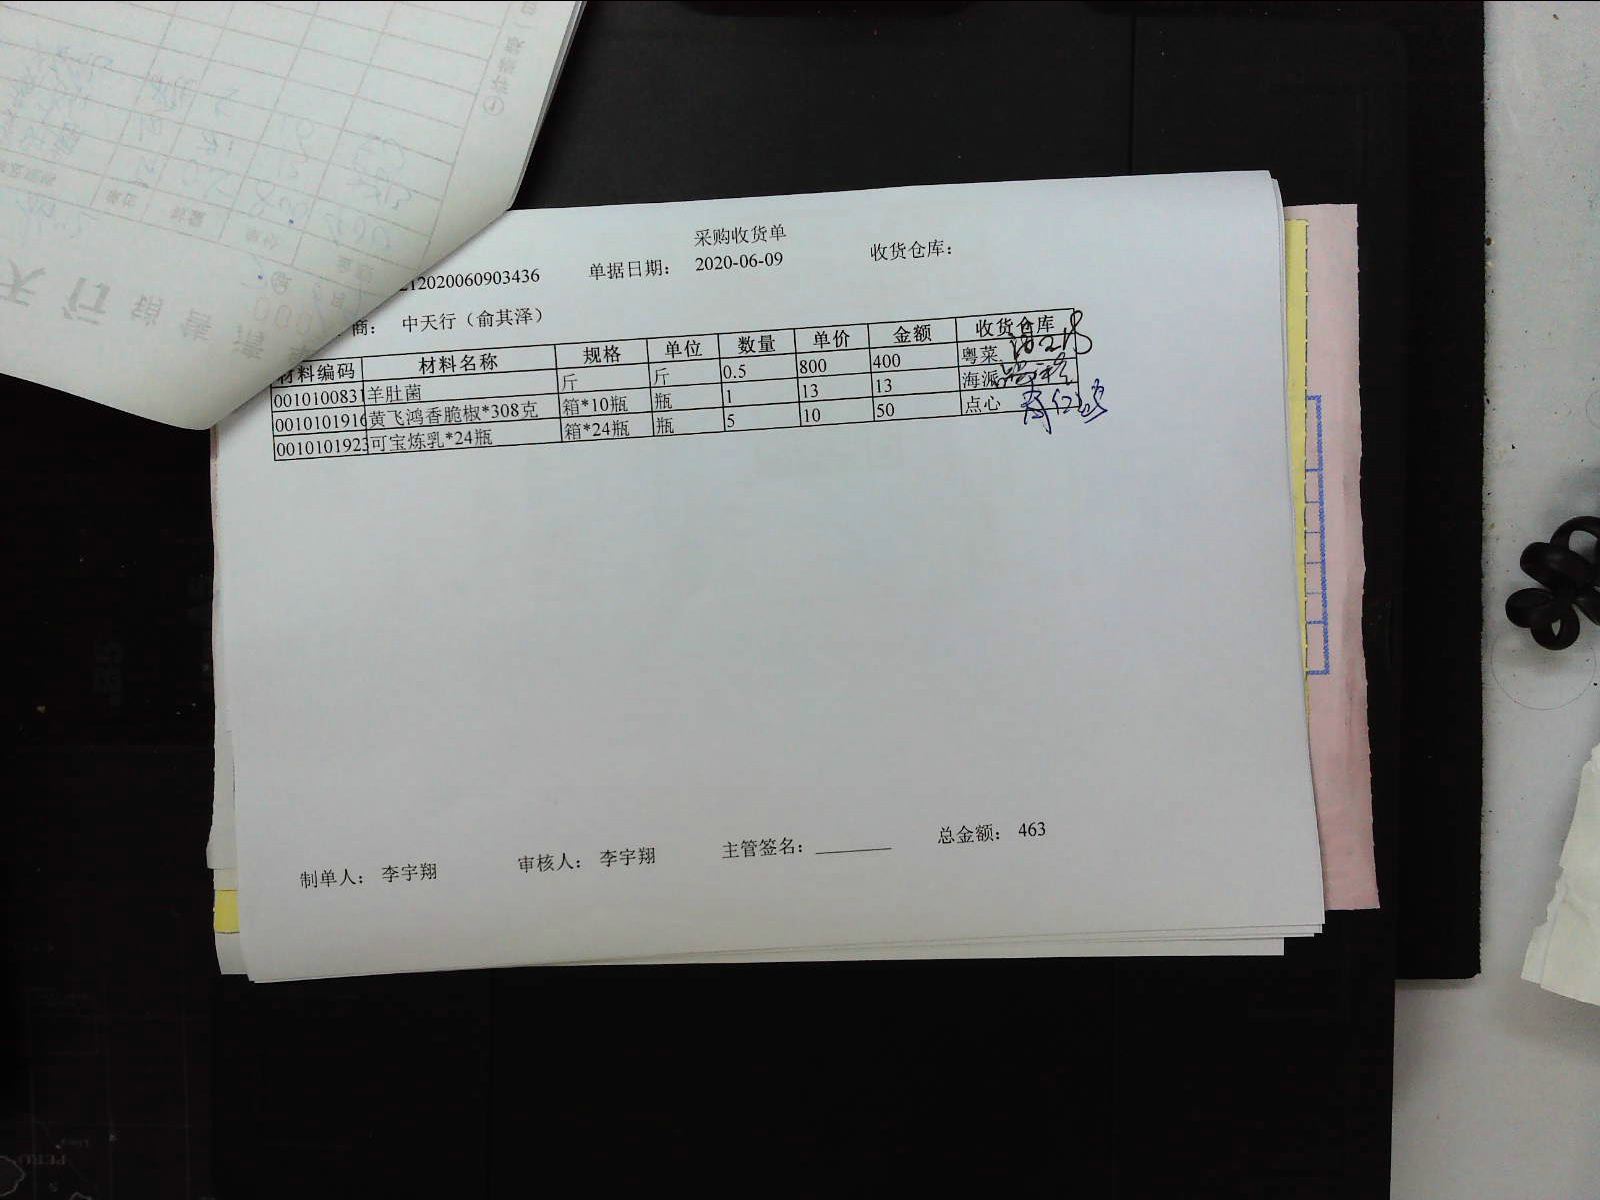 采购收货单
212020060903436 单据日期： 2020-06-09 收货仓库：
商： 中天行（俞其泽）
材料编码 材料名称 规格 单位 数量 单价 金额 收货仓库
0010100831 羊肚菌 斤 斤 0.5 800 400 粤菜
0010101916 黄飞鸿香脆椒*308克 箱*10瓶 瓶 1 13 13 海派
0010101923 可宝炼乳*24瓶 箱*24瓶 瓶 5 10 50 点心
制单人： 李宇翔 审核人： 李宇翔 主管签名： 总金额： 463